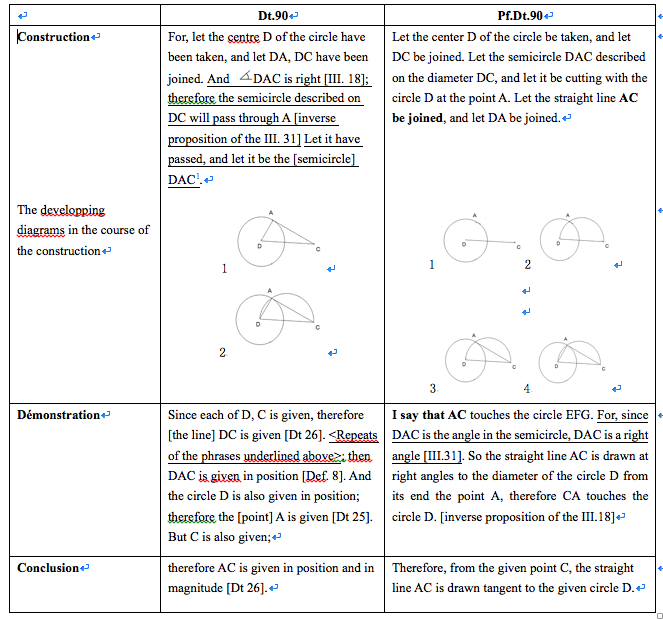 Dt.90
Pf.Dt.90
Construction
For, let the centre D of the circle have
been taken, and let DA, DC have been
joined. And ∡DAC is right [III. 18];
therefore the semicircle described on
DC will pass through A [inverse
proposition of the III. 31] Let it have
passed, and let it be the [semicircle]
DAC¹.
Let the center D of the circle be taken, and let
DC be joined. Let the semicircle DAC described
on the diameter DC, and let it be cutting with the
circle D at the point A. Let the straight line AC
be joined, and let DA be joined.
The developping
diagrams in the course of
the construction
A
D
C
1
A
D
C
2
A
D
C
1
A
D
C
2
A
D
C
3
A
D
C
4
Démonstration
Since each of D, C is given, therefore
[the line] DC is given [Dt 26]. <Repeats
of the phrases underlined above>; then
DAC is given in position [Def. 8]. And
the circle D is also given in position;
therefore the [point] A is given [Dt 25].
But C is also given;
I say that AC touches the circle EFG. For, since
DAC is the angle in the semicircle, DAC is a right
angle [III.31]. So the straight line AC is drawn at
right angles to the diameter of the circle D from
its end the point A, therefore CA touches the
circle D. [inverse proposition of the III.18]
Conclusion
therefore AC is given in position and in
magnitude [Dt 26].
Therefore, from the given point C, the straight
line AC is drawn tangent to the given circle D.